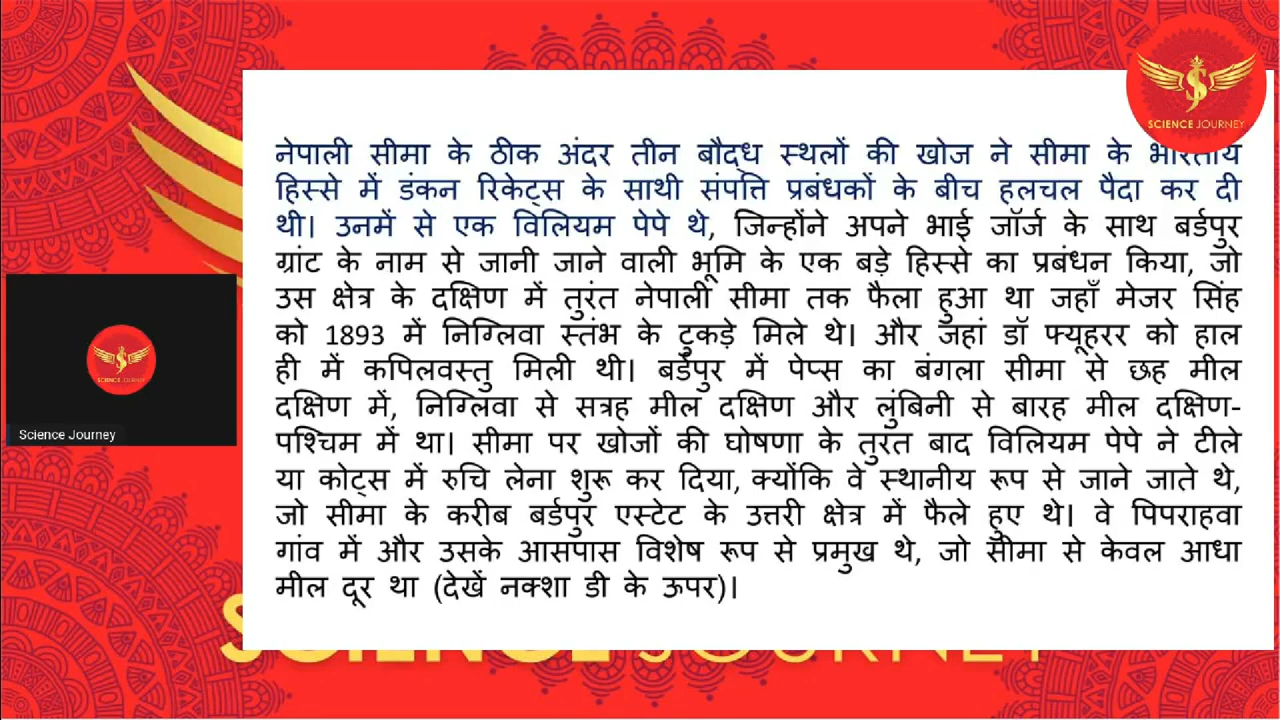 SCIENCE JOURNEY
नेपाली सीमा के ठीक अंदर तीन बौद्ध स्थलों की खोज ने सीमा के भारतीय
हिस्से में डंकन रिकेट्स के साथी संपत्ति प्रबंधकों के बीच हलचल पैदा कर दी
थी। उनमें से एक विलियम पेपे थे, जिन्होंने अपने भाई जॉर्ज के साथ बर्डपुर
ग्रांट के नाम से जानी जाने वाली भूमि के एक बड़े हिस्से का प्रबंधन किया, जो
उस क्षेत्र के दक्षिण में तुरंत नेपाली सीमा तक फैला हुआ था जहाँ मेजर सिंह
को 1893 में निग्लिवा स्तंभ के टुकड़े मिले थे। और जहां डॉ फ्यूहरर को हाल
ही में कपिलवस्तु मिली थी। बर्डपुर में पेप्स का बंगला सीमा से छह मील
दक्षिण में, निग्लिवा से सत्रह मील दक्षिण और लुंबिनी से बारह मील दक्षिण-
पश्चिम में था। सीमा पर खोजों की घोषणा के तुरंत बाद विलियम पेपे ने टीले
या कोट्स में रुचि लेना शुरू कर दिया, क्योंकि वे स्थानीय रूप से जाने जाते थे,
जो सीमा के करीब बर्डपुर एस्टेट के उत्तरी क्षेत्र में फैले हुए थे। वे पिपराहवा
गांव में और उसके आसपास विशेष रूप से प्रमुख थे, जो सीमा से केवल आधा
मील दूर था (देखें नक्शा डी के ऊपर)।
Science Journey
SCIENCE JOURNEY